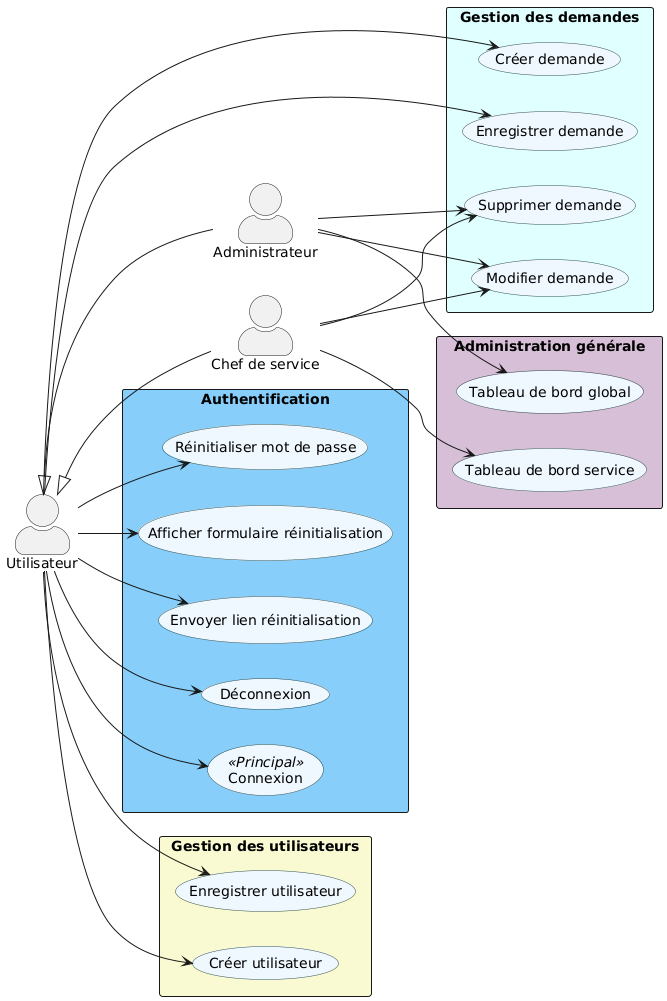 Gestion des demandes
Créer demande
Enregistrer demande
Supprimer demande
Modifier demande
Administrateur
Chef de service
Administration générale
Tableau de bord global
Tableau de bord service
Authentification
Réinitialiser mot de passe
Afficher formulaire réinitialisation
Envoyer lien réinitialisation
Déconnexion
«Principal»
Connexion
Utilisateur
Gestion des utilisateurs
Enregistrer utilisateur
Créer utilisateur